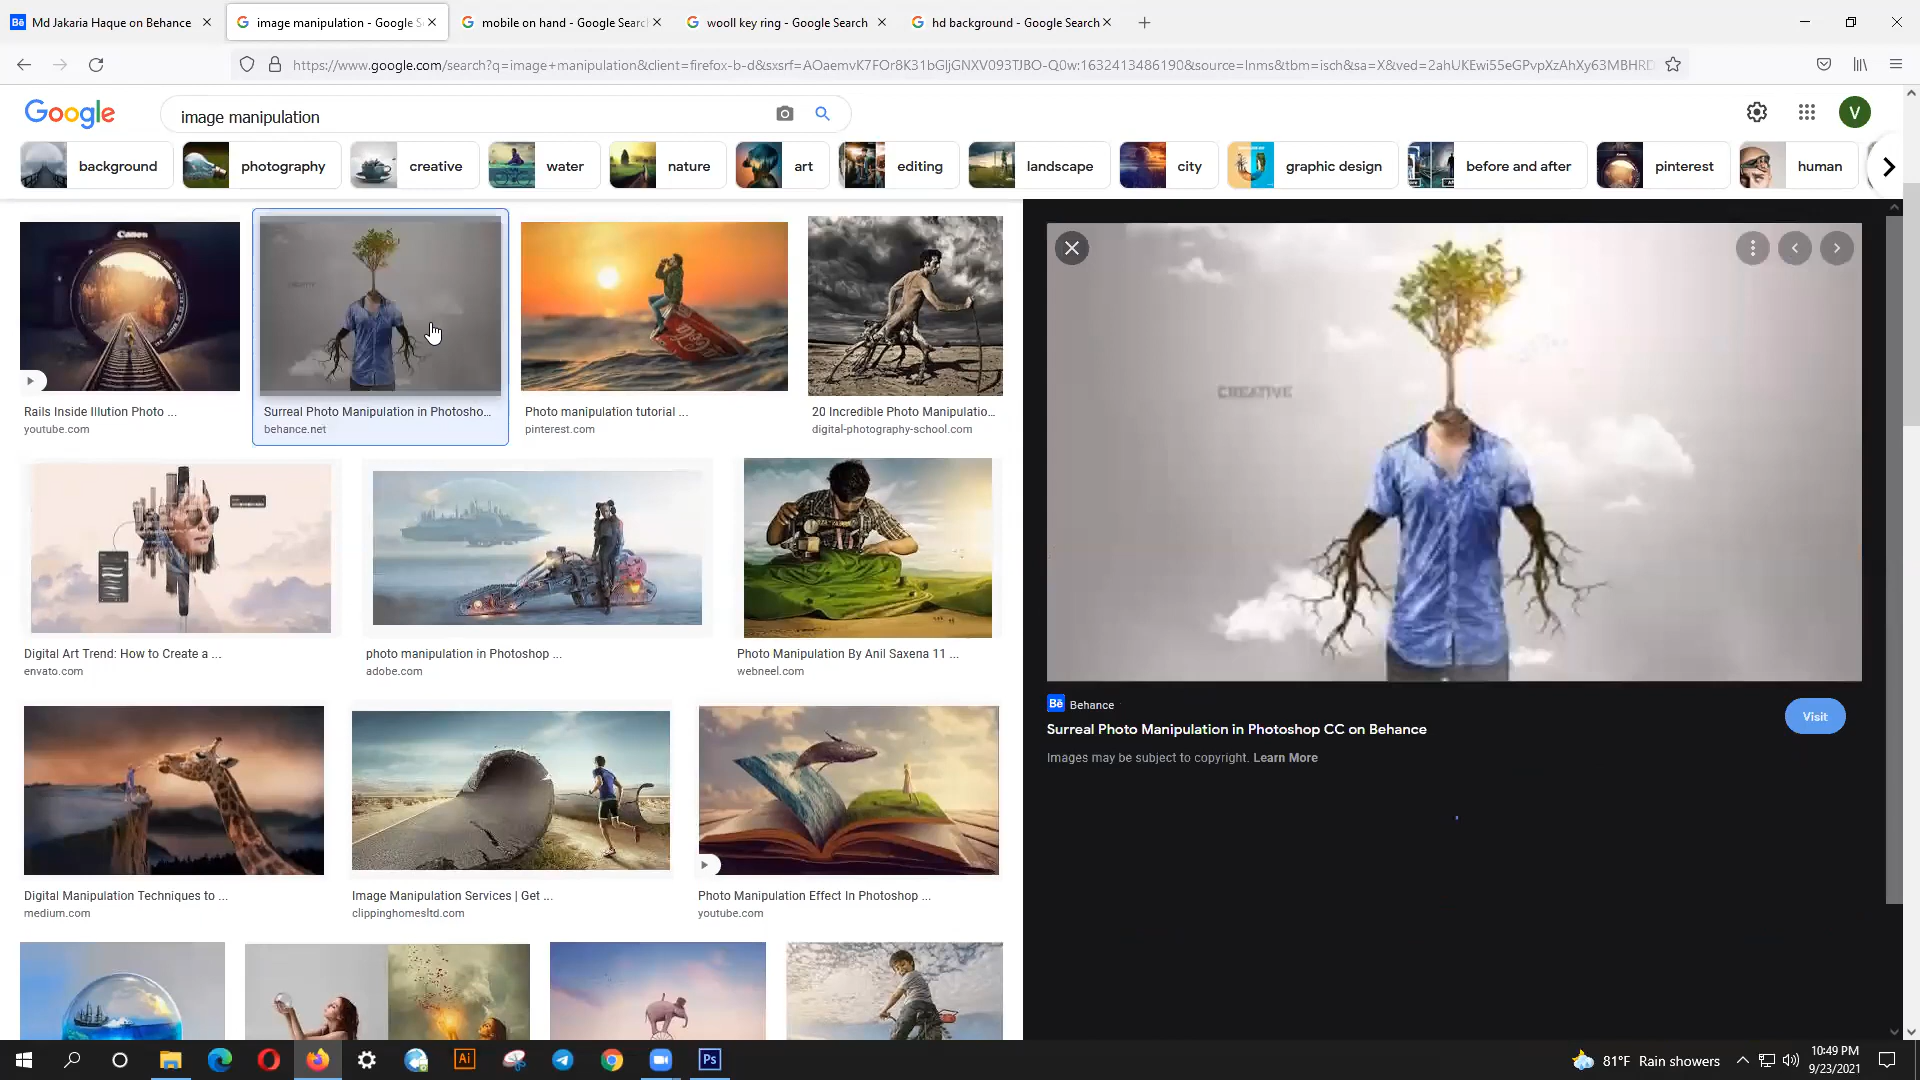 Md Jakaria Haque on Behance
image manipulation - Google S
mobile on hand - Google Searc
wooll key ring - Google Search
hd background - Google Search
https://www.google.com/search?q=image+manipulation&client=firefox-b-d&sxsrf=AOaemvK7FOr8K31bGljGNXV093TJBO-Q0w:1632413486190&source=lnms&tbm=isch&sa=X&ved=2ahUKEwi55eGPvpXzAhXy63MBHRD
Google
image manipulation
V
background
photography
creative
water
nature
art
editing
landscape
city
graphic design
before and after
pinterest
human
Canon
Rails Inside Illution Photo ...
youtube.com
Surreal Photo Manipulation in Photosho...
behance.net
Photo manipulation tutorial ...
pinterest.com
20 Incredible Photo Manipulatio...
digital-photography-school.com
Digital Art Trend: How to Create a ...
envato.com
photo manipulation in Photoshop ...
adobe.com
Photo Manipulation By Anil Saxena 11 ...
webneel.com
Digital Manipulation Techniques to ...
medium.com
Image Manipulation Services | Get ...
clippinghomesltd.com
Photo Manipulation Effect In Photoshop ...
youtube.com
CREATIVE
Bē Behance
Surreal Photo Manipulation in Photoshop CC on Behance
Visit
Images may be subject to copyright. Learn More
Ai
Ps
81°F Rain showers
10:49 PM
9/23/2021